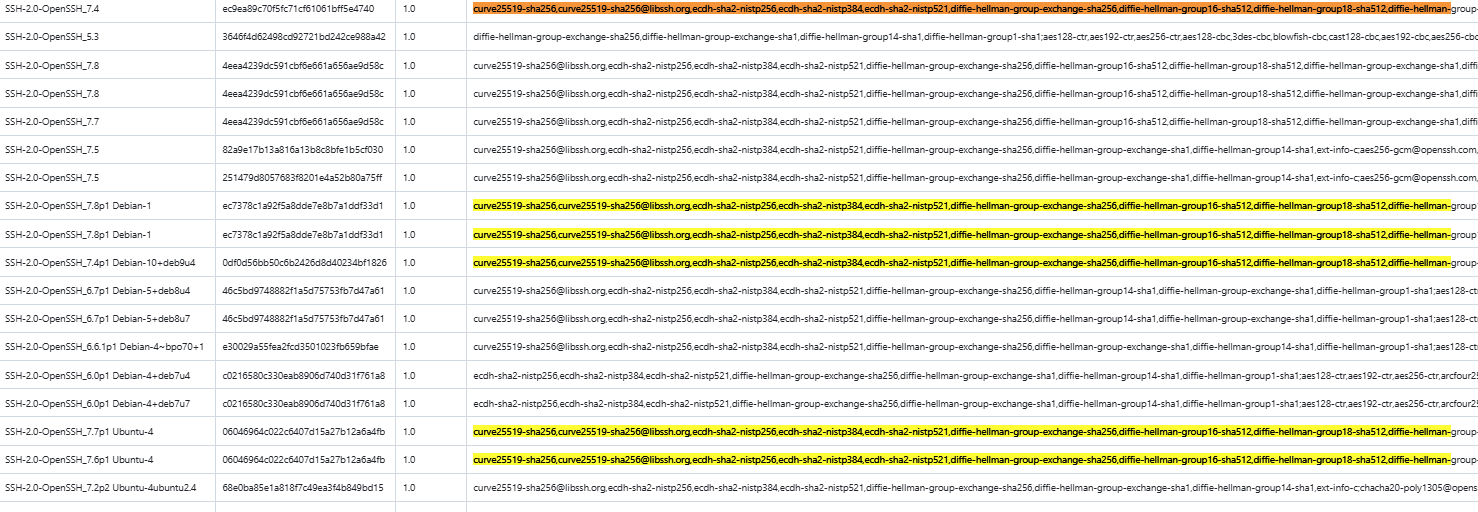 SSH-2.0-OpenSSH_7.4 ec9ea89c70f5fc71cf61061bff5e4740 1.0 curve25519-sha256,curve25519-sha256@libssh.org,ecdh-sha2-nistp256,ecdh-sha2-nistp384,ecdh-sha2-nistp521,diffie-hellman-group-exchange-sha256,diffie-hellman-group16-sha512,diffie-hellman-group18-sha512,diffie-hellman-group-
SSH-2.0-OpenSSH_5.3 3646f4d62498cd92721bd242ce988a42 1.0 diffie-hellman-group-exchange-sha256,diffie-hellman-group-exchange-sha1,diffie-hellman-group14-sha1,diffie-hellman-group1-sha1;aes128-ctr,aes192-ctr,aes256-ctr,aes128-cbc,3des-cbc,blowfish-cbc,cast128-cbc,aes192-cbc,aes256-cbc
SSH-2.0-OpenSSH_7.8 4eea4239dc591cbf6e661a656ae9d58c 1.0 curve25519-sha256@libssh.org,ecdh-sha2-nistp256,ecdh-sha2-nistp384,ecdh-sha2-nistp521,diffie-hellman-group-exchange-sha256,diffie-hellman-group16-sha512,diffie-hellman-group18-sha512,diffie-hellman-group-exchange-sha1,diffi
SSH-2.0-OpenSSH_7.8 4eea4239dc591cbf6e661a656ae9d58c 1.0 curve25519-sha256@libssh.org,ecdh-sha2-nistp256,ecdh-sha2-nistp384,ecdh-sha2-nistp521,diffie-hellman-group-exchange-sha256,diffie-hellman-group16-sha512,diffie-hellman-group18-sha512,diffie-hellman-group-exchange-sha1,diffi
SSH-2.0-OpenSSH_7.7 4eea4239dc591cbf6e661a656ae9d58c 1.0 curve25519-sha256@libssh.org,ecdh-sha2-nistp256,ecdh-sha2-nistp384,ecdh-sha2-nistp521,diffie-hellman-group-exchange-sha256,diffie-hellman-group16-sha512,diffie-hellman-group18-sha512,diffie-hellman-group-exchange-sha1,diffi
SSH-2.0-OpenSSH_7.5 82a9e17b13a816a13b8c8bfe1b5cf030 1.0 curve25519-sha256@libssh.org,ecdh-sha2-nistp256,ecdh-sha2-nistp384,ecdh-sha2-nistp521,diffie-hellman-group-exchange-sha256,diffie-hellman-group-exchange-sha1,diffie-hellman-group14-sha1,ext-info-c;aes256-gcm@openssh.com,
SSH-2.0-OpenSSH_7.5 251479d8057683f8201e4a52b80a75ff 1.0 curve25519-sha256@libssh.org,ecdh-sha2-nistp256,ecdh-sha2-nistp384,ecdh-sha2-nistp521,diffie-hellman-group-exchange-sha256,diffie-hellman-group-exchange-sha1,diffie-hellman-group14-sha1,ext-info-c;aes256-gcm@openssh.com,
SSH-2.0-OpenSSH_7.8p1 Debian-1 ec7378c1a92f5a8dde7e8b7a1ddf33d1 1.0 curve25519-sha256,curve25519-sha256@libssh.org,ecdh-sha2-nistp256,ecdh-sha2-nistp384,ecdh-sha2-nistp521,diffie-hellman-group-exchange-sha256,diffie-hellman-group16-sha512,diffie-hellman-group18-sha512,diffie-hellman-group1
SSH-2.0-OpenSSH_7.8p1 Debian-1 ec7378c1a92f5a8dde7e8b7a1ddf33d1 1.0 curve25519-sha256,curve25519-sha256@libssh.org,ecdh-sha2-nistp256,ecdh-sha2-nistp384,ecdh-sha2-nistp521,diffie-hellman-group-exchange-sha256,diffie-hellman-group16-sha512,diffie-hellman-group18-sha512,diffie-hellman-group1
SSH-2.0-OpenSSH_7.4p1 Debian-10+deb9u4 0df0d56bb50c6b2426d8d40234bf1826 1.0 curve25519-sha256,curve25519-sha256@libssh.org,ecdh-sha2-nistp256,ecdh-sha2-nistp384,ecdh-sha2-nistp521,diffie-hellman-group-exchange-sha256,diffie-hellman-group16-sha512,diffie-hellman-group18-sha512,diffie-hellman-group-
SSH-2.0-OpenSSH_6.7p1 Debian-5+deb8u4 46c5bd9748882f1a5d75753fb7d47a61 1.0 curve25519-sha256@libssh.org,ecdh-sha2-nistp256,ecdh-sha2-nistp384,ecdh-sha2-nistp521,diffie-hellman-group-exchange-sha256,diffie-hellman-group14-sha1,diffie-hellman-group-exchange-sha1,diffie-hellman-group1-sha1;aes128-ct
SSH-2.0-OpenSSH_6.7p1 Debian-5+deb8u7 46c5bd9748882f1a5d75753fb7d47a61 1.0 curve25519-sha256@libssh.org,ecdh-sha2-nistp256,ecdh-sha2-nistp384,ecdh-sha2-nistp521,diffie-hellman-group-exchange-sha256,diffie-hellman-group14-sha1,diffie-hellman-group-exchange-sha1,diffie-hellman-group1-sha1;aes128-ct
SSH-2.0-OpenSSH_6.6.1p1 Debian-4~bpo70+1 e30029a55fea2fcd3501023fb659bfae 1.0 curve25519-sha256@libssh.org,ecdh-sha2-nistp256,ecdh-sha2-nistp384,ecdh-sha2-nistp521,diffie-hellman-group-exchange-sha256,diffie-hellman-group-exchange-sha1,diffie-hellman-group14-sha1,diffie-hellman-group1-sha1;aes128-ct
SSH-2.0-OpenSSH_6.0p1 Debian-4+deb7u4 c0216580c330eab8906d740d31f761a8 1.0 ecdh-sha2-nistp256,ecdh-sha2-nistp384,ecdh-sha2-nistp521,diffie-hellman-group-exchange-sha256,diffie-hellman-group-exchange-sha1,diffie-hellman-group14-sha1,diffie-hellman-group1-sha1;aes128-ctr,aes192-ctr,aes256-ctr,arcfour25
SSH-2.0-OpenSSH_6.0p1 Debian-4+deb7u7 c0216580c330eab8906d740d31f761a8 1.0 ecdh-sha2-nistp256,ecdh-sha2-nistp384,ecdh-sha2-nistp521,diffie-hellman-group-exchange-sha256,diffie-hellman-group-exchange-sha1,diffie-hellman-group14-sha1,diffie-hellman-group1-sha1;aes128-ctr,aes192-ctr,aes256-ctr,arcfour25
SSH-2.0-OpenSSH_7.7p1 Ubuntu-4 06046964c022c6407d15a27b12a6a4fb 1.0 curve25519-sha256,curve25519-sha256@libssh.org,ecdh-sha2-nistp256,ecdh-sha2-nistp384,ecdh-sha2-nistp521,diffie-hellman-group-exchange-sha256,diffie-hellman-group16-sha512,diffie-hellman-group18-sha512,diffie-hellman-group-
SSH-2.0-OpenSSH_7.6p1 Ubuntu-4 06046964c022c6407d15a27b12a6a4fb 1.0 curve25519-sha256,curve25519-sha256@libssh.org,ecdh-sha2-nistp256,ecdh-sha2-nistp384,ecdh-sha2-nistp521,diffie-hellman-group-exchange-sha256,diffie-hellman-group16-sha512,diffie-hellman-group18-sha512,diffie-hellman-group-
SSH-2.0-OpenSSH_7.2p2 Ubuntu-4ubuntu2.4 68e0ba85e1a818f7c49ea3f4b849bd15 1.0 curve25519-sha256@libssh.org,ecdh-sha2-nistp256,ecdh-sha2-nistp384,ecdh-sha2-nistp521,diffie-hellman-group-exchange-sha256,diffie-hellman-group-exchange-sha1,diffie-hellman-group14-sha1,ext-info-c;chacha20-poly1305@opens